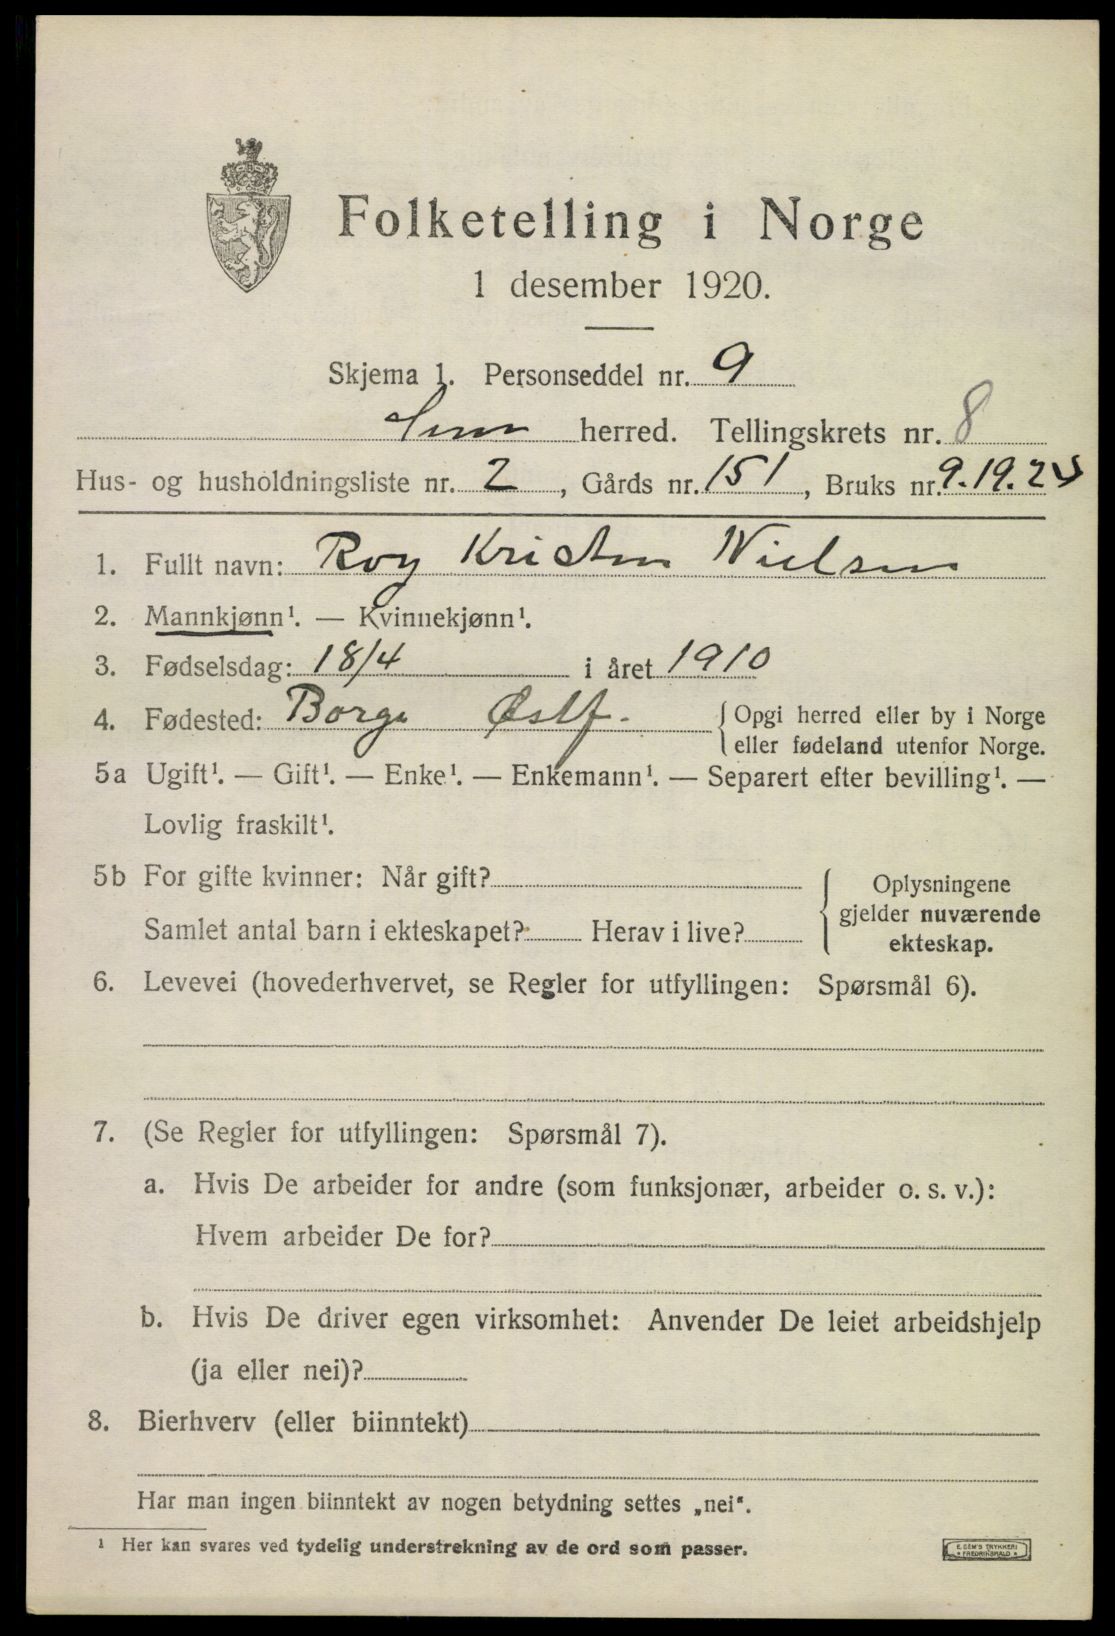 Folketelling i Norge
1 desember 1920.
Skjema 1. Personseddel nr. 9
herred. Tellingskrets nr. 8
Hus- og husholdningsliste nr. 2, Gårds nr. 151, Bruks nr. 9.19.24
1. Fullt navn: Roy Kristen Nielsen
2. Mannkjønn¹. — Kvinnekjønn¹.
3. Fødselsdag: 18/4 i året 1910
4. Fødested: Borge Østf.
{Opgi herred eller by i Norge
eller fødeland utenfor Norge.
5a Ugift¹. — Gift¹. — Enke¹. — Enkemann¹. — Separert efter bevilling¹. —
Lovlig fraskilt¹.
5b For gifte kvinner: Når gift?
Samlet antal barn i ekteskapet? Herav i live?
{Oplysningene
gjelder nuværende
ekteskap.
6. Levevei (hovederhvervet, se Regler for utfyllingen: Spørsmål 6).
7. (Se Regler for utfyllingen: Spørsmål 7).
a. Hvis De arbeider for andre (som funksjonær, arbeider o. s. v.):
Hvem arbeider De for?
b. Hvis De driver egen virksomhet: Anvender De leiet arbeidshjelp
(ja eller nei)?
8. Bierhverv (eller biinntekt)
Har man ingen biinntekt av nogen betydning settes „nei“.
¹ Her kan svares ved tydelig understrekning av de ord som passer.
E. SEM'S TRYKKERI
* FREDRIKSHALD *